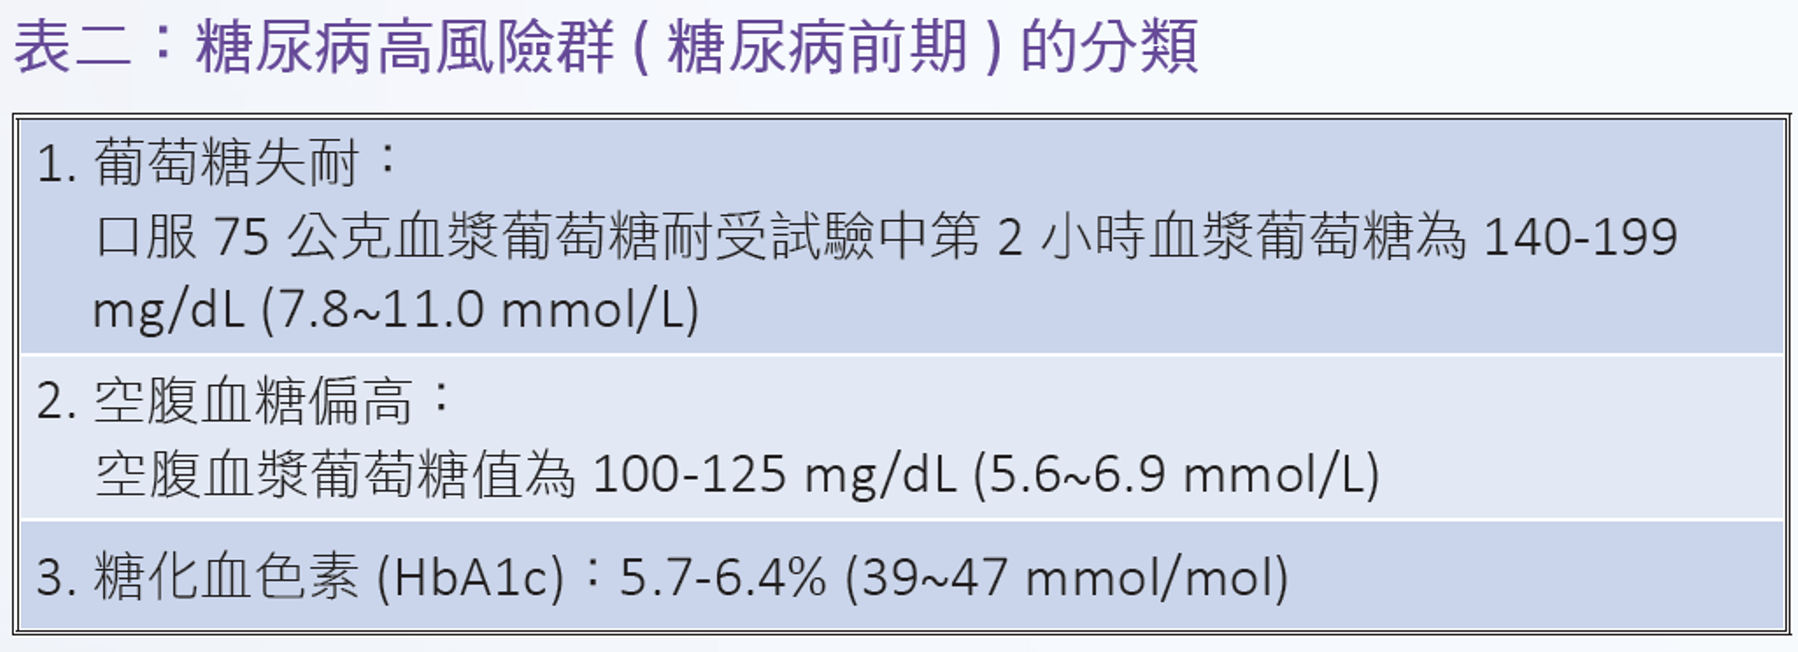 表二：糖尿病高風險群 ( 糖尿病前期 ) 的分類
1. 葡萄糖失耐：
口服 75 公克血漿葡萄糖耐受試驗中第 2 小時血漿葡萄糖為 140-199
mg/dL (7.8~11.0 mmol/L)
2. 空腹血糖偏高：
空腹血漿葡萄糖值為 100-125 mg/dL (5.6~6.9 mmol/L)
3. 糖化血色素 (HbA1c)：5.7-6.4% (39~47 mmol/mol)